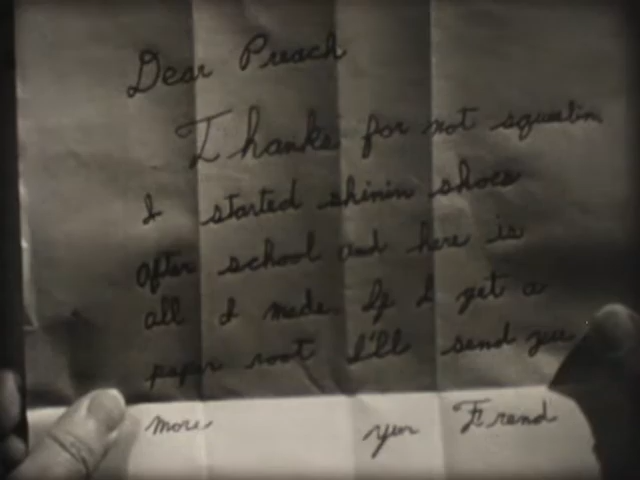 Dear Preach
Thanks for not squealin
I started shinin shoes
after school and here is
all I made. If I get a
paper root I'll send you
more
your Frend